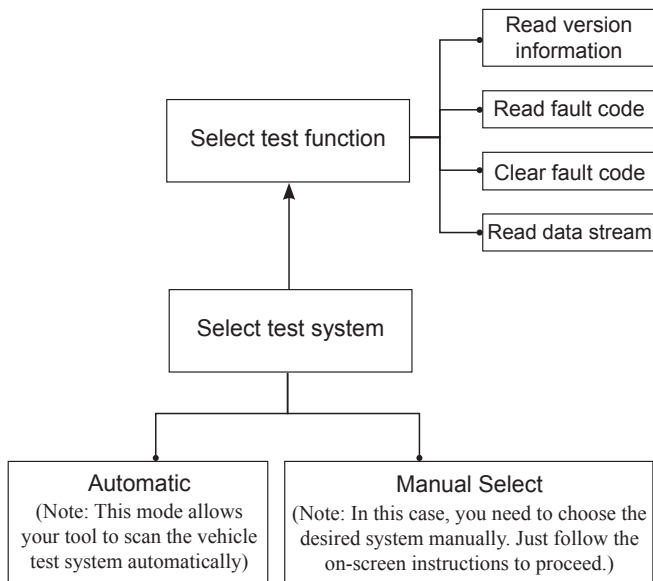 Read version
information
Select test function
Read fault code
Clear fault code
Read data stream
Select test system
Automatic
(Note: This mode allows
your tool to scan the vehicle
test system automatically)
Manual Select
(Note: In this case, you need to choose the
desired system manually. Just follow the
on-screen instructions to proceed.)